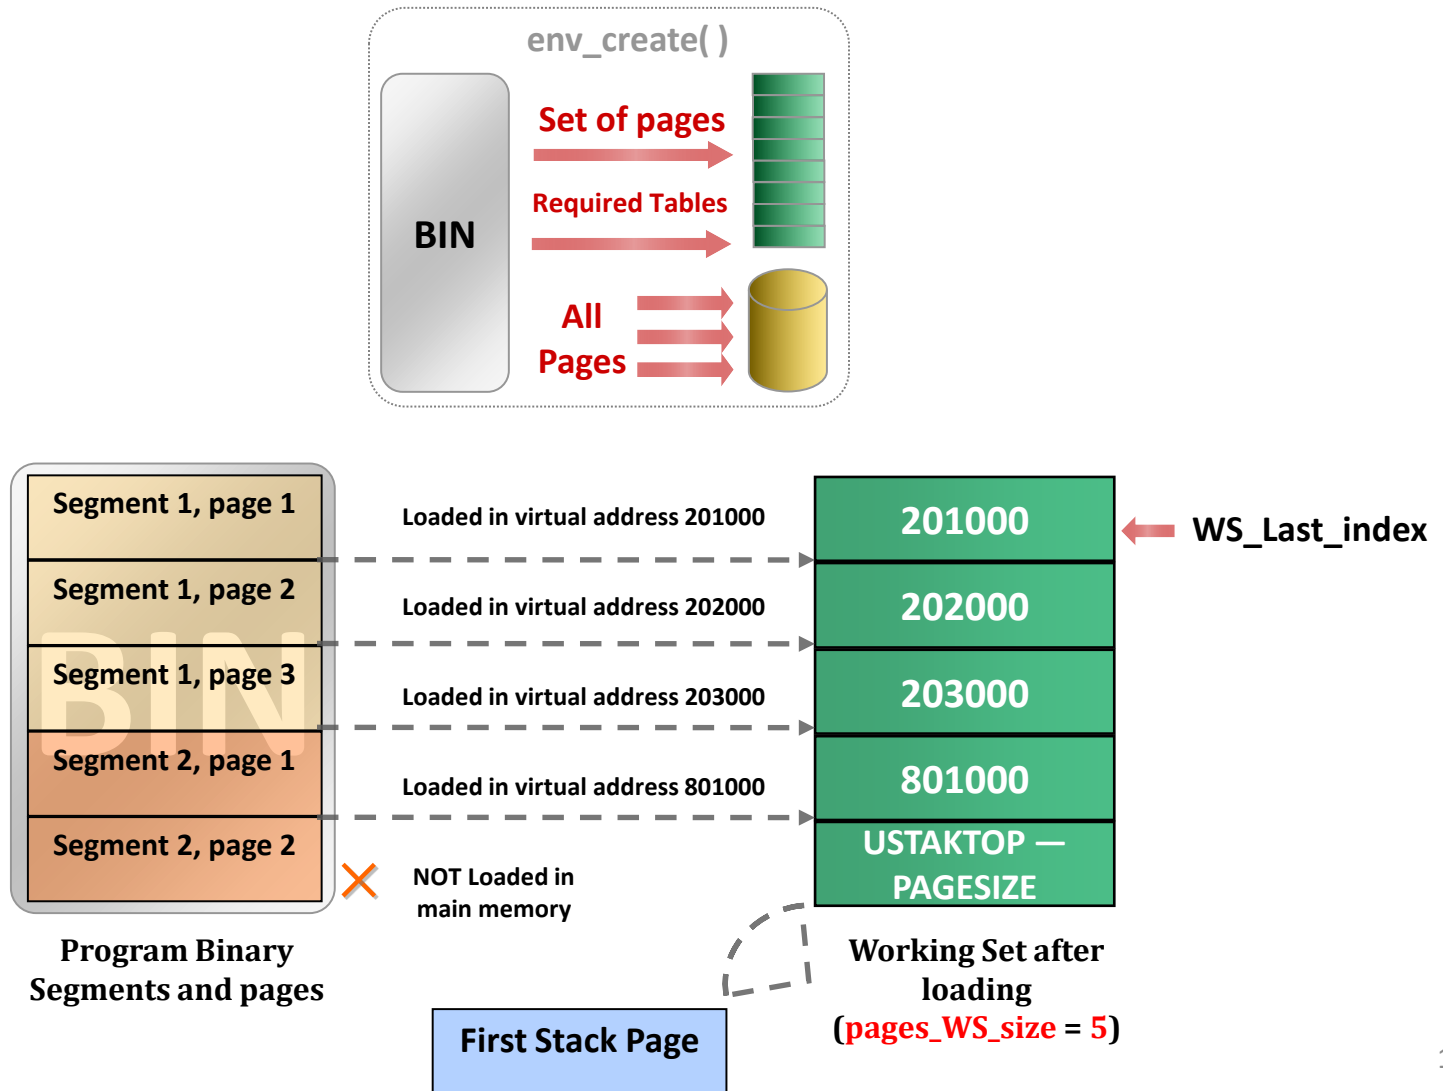 env_create( )
BIN
Set of pages
Required Tables
All
Pages
Segment 1, page 1
Segment 1, page 2
Segment 1, page 3
Segment 2, page 1
Segment 2, page 2
BIN
Loaded in virtual address 201000
Loaded in virtual address 202000
Loaded in virtual address 203000
Loaded in virtual address 801000
NOT Loaded in
main memory
201000
202000
203000
801000
USTAKTOP —
PAGESIZE
WS_Last_index
Program Binary
Segments and pages
Working Set after
loading
(pages_WS_size = 5)
First Stack Page